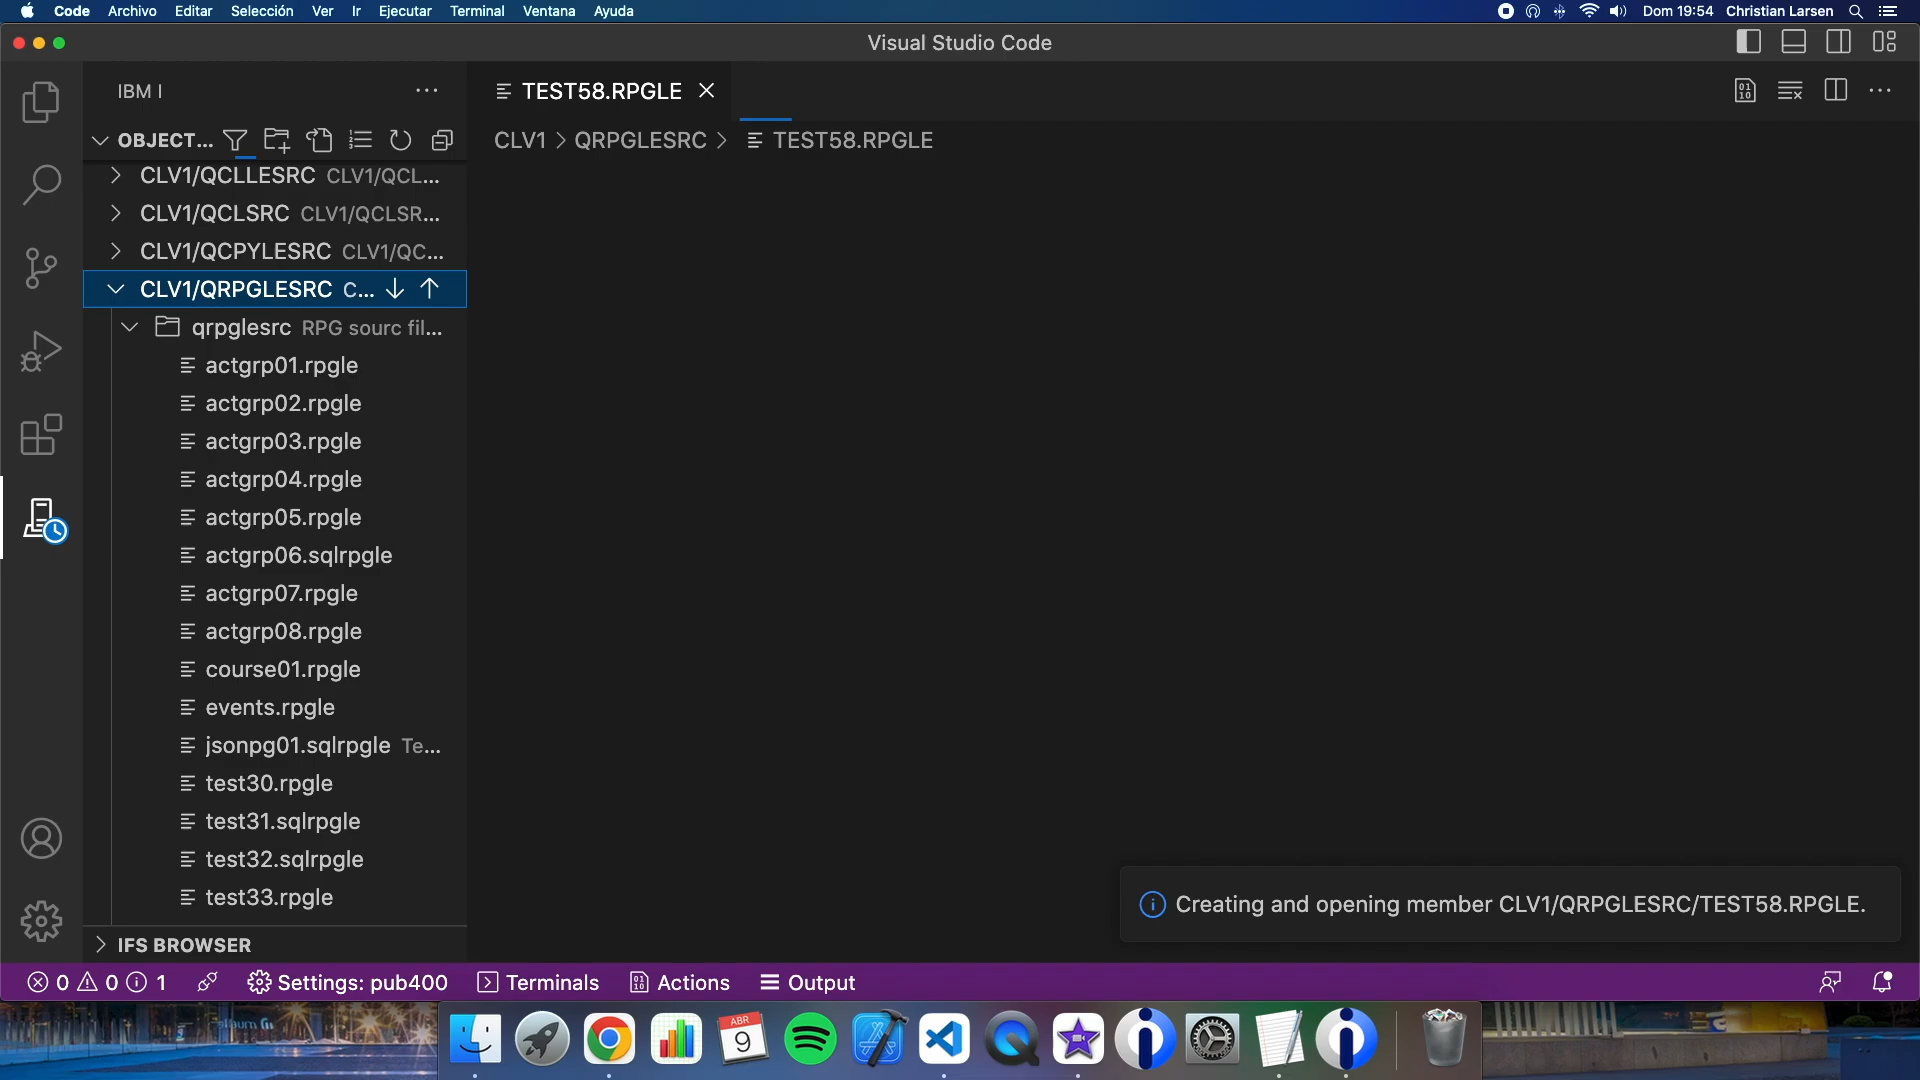 Code Archivo Editar Selección Ver Ir Ejecutar Terminal Ventana Ayuda Dom 19:54 Christian Larsen
Visual Studio Code
IBM I
TEST58.RPGLE
OBJECT...
CLV1 > QRPGLESRC > TEST58.RPGLE
CLV1/QCLLESRC CLV1/QCL...
CLV1/QCLSRC CLV1/QCLSR...
CLV1/QCPYLESRC CLV1/QC...
CLV1/QRPGLESRC C...
qrpglesrc RPG sourc fil...
actgrp01.rpgle
actgrp02.rpgle
actgrp03.rpgle
actgrp04.rpgle
actgrp05.rpgle
actgrp06.sqlrpgle
actgrp07.rpgle
actgrp08.rpgle
course01.rpgle
events.rpgle
jsonpg01.sqlrpgle Te...
test30.rpgle
test31.sqlrpgle
test32.sqlrpgle
test33.rpgle
Creating and opening member CLV1/QRPGLESRC/TEST58.RPGLE.
IFS BROWSER
0 0 1 Settings: pub400 Terminals Actions Output
ABR
9